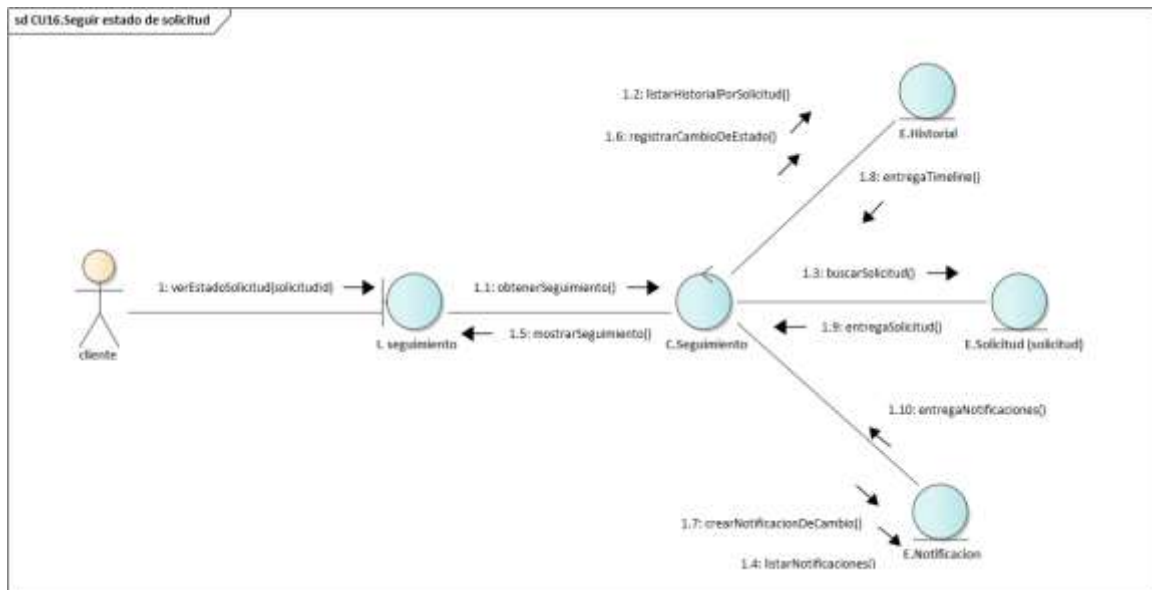 sd CU16.Seguir estado de solicitud
1.2: listarHistorialPorSolicitud()
1.6: registrarCambioDeEstado()
E.Historial
1.8: entregaTimeline()
1: verEstadoSolicitud(solicitudId)
1.1: obtenerSeguimiento()
1.3: buscarSolicitud()
1.5: mostrarSeguimiento()
1.9: entregaSolicitud()
cliente
I. seguimiento
C.Seguimiento
E.Solicitud (solicitud)
1.10: entregaNotificaciones()
1.7: crearNotificacionDeCambio()
E.Notificacion
1.4: listarNotificaciones()